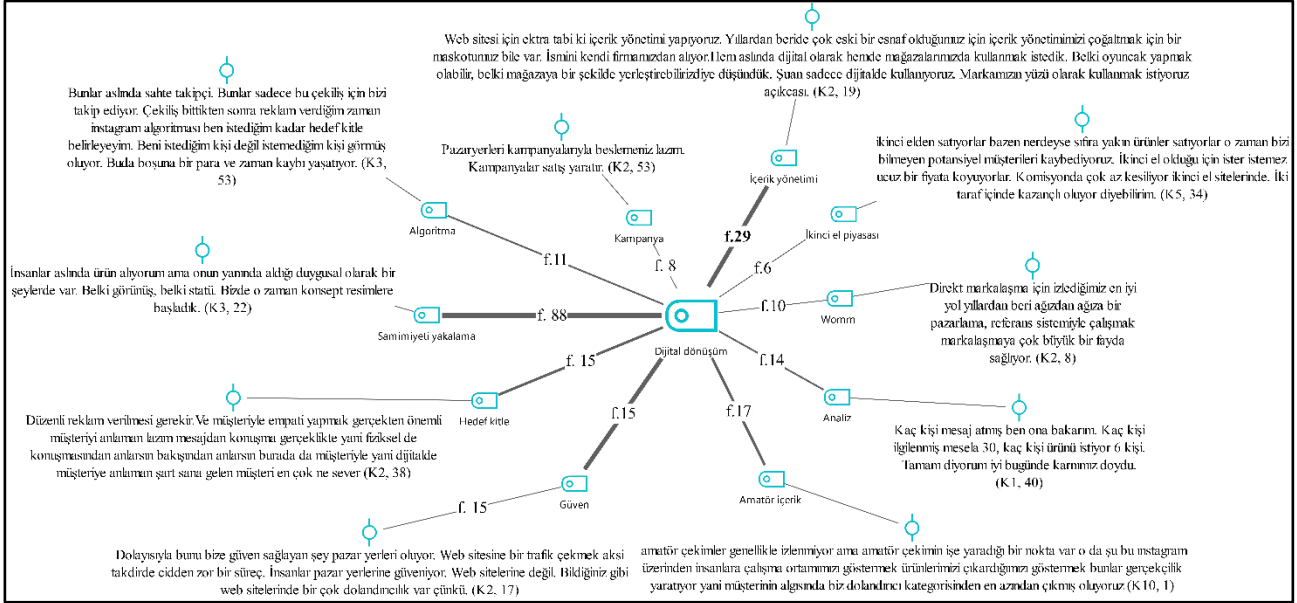 Web sitesi için ektra tabi ki içerik yönetimi yapıyoruz. Yıllardan beride çok eski bir esnaf olduğumuz için içerik yönetimimizi çoğaltmak için bir
maskotumuz bile var. İsmini kendi firmamızdan alıyor.Hem aslında dijital olarak hemde mağazalarımızda kullanmak istedik. Belki oyuncak yapmak
olabilir, belki mağazaya bir şekilde yerleştirebilirizdiye düşündük. Şuan sadece dijitalde kullanıyoruz. Markamızın yüzü olarak kullanmak istiyoruz
açıkcası. (K2, 19)
Bunlar aslında sahte takipçi. Bunlar sadece bu çekiliş için bizi
takip ediyor. Çekiliş bittikten sonra reklam verdiğim zaman
instagram algoritması ben istediğim kadar hedef kitle
belirleyeyim. Beni istediğim kişi değil istemediğim kişi görmüş
oluyor. Buda boşuna bir para ve zaman kaybı yaşatıyor. (K3,
53)
Pazaryerleri kampanyalarıyla beslemeniz lazım.
Kampanyalar satış yaratır. (K2, 53)
ikinci elden satıyorlar bazen nerdeyse sıfıra yakın ürünler satıyorlar o zaman bizi
bilmeyen potansiyel müşterileri kaybediyoruz. İkinci el olduğu için ister istemez
ucuz bir fiyata koyuyorlar. Komisyonda çok az kesiliyor ikinci el sitelerinde. İki
taraf içinde kazançlı oluyor diyebilirim. (K5, 34)
İçerik yönetimi
Algoritma
Kampanya
İkinci el piyasası
f.29
f.11
f. 8
f.6
İnsanlar aslında ürün alıyorum ama onun yanında aldığı duygusal olarak bir
şeylerde var. Belki görünüş, belki statü. Bizde o zaman konsept resimlere
başladık. (K3, 22)
Samimiyeti yakalama
f. 88
Dijital dönüşüm
f.10
Womm
Direkt markalaşma için izlediğimiz en iyi
yol yıllardan beri ağızdan ağıza bir
pazarlama, referans sistemiyle çalışmak
markalaşmaya çok büyük bir fayda
sağlıyor. (K2, 8)
f. 15
f.14
Hedef kitle
f.15
f.17
Analiz
Düzenli reklam verilmesi gerekir.Ve müşteriyle empati yapmak gerçekten önemli
müşteriyi anlaman lazım mesajdan konuşma gerçeklikte yani fiziksel de
konuşmasından anlarsın bakışından anlarsın burada da müşteriyle yani dijitalde
müşteriye anlaman şart sana gelen müşteri en çok ne sever (K2, 38)
Kaç kişi mesaj atmış ben ona bakarım. Kaç kişi
ilgilenmiş mesela 30, kaç kişi ürünü istiyor 6 kişi.
Tamam diyorum iyi bugünde karnımız doydu.
(K1, 40)
f. 15
Güven
Amatör içerik
Dolayısıyla bunu bize güven sağlayan şey pazar yerleri oluyor. Web sitesine bir trafik çekmek aksi
takdirde cidden zor bir süreç. İnsanlar pazar yerlerine güveniyor. Web sitelerine değil. Bildiğiniz gibi
web sitelerinde bir çok dolandırıcılık var çünkü. (K2, 17)
amatör çekimler genellikle izlenmiyor ama amatör çekimin işe yaradığı bir nokta var o da şu bu ınstagram
üzerinden insanlara çalışma ortamımızı göstermek ürünlerimizi çıkardığımızı göstermek bunlar gerçekçilik
yaratıyor yani müşterinin algısında biz dolandırıcı kategorisinden en azından çıkmış oluyoruz (K10, 1)